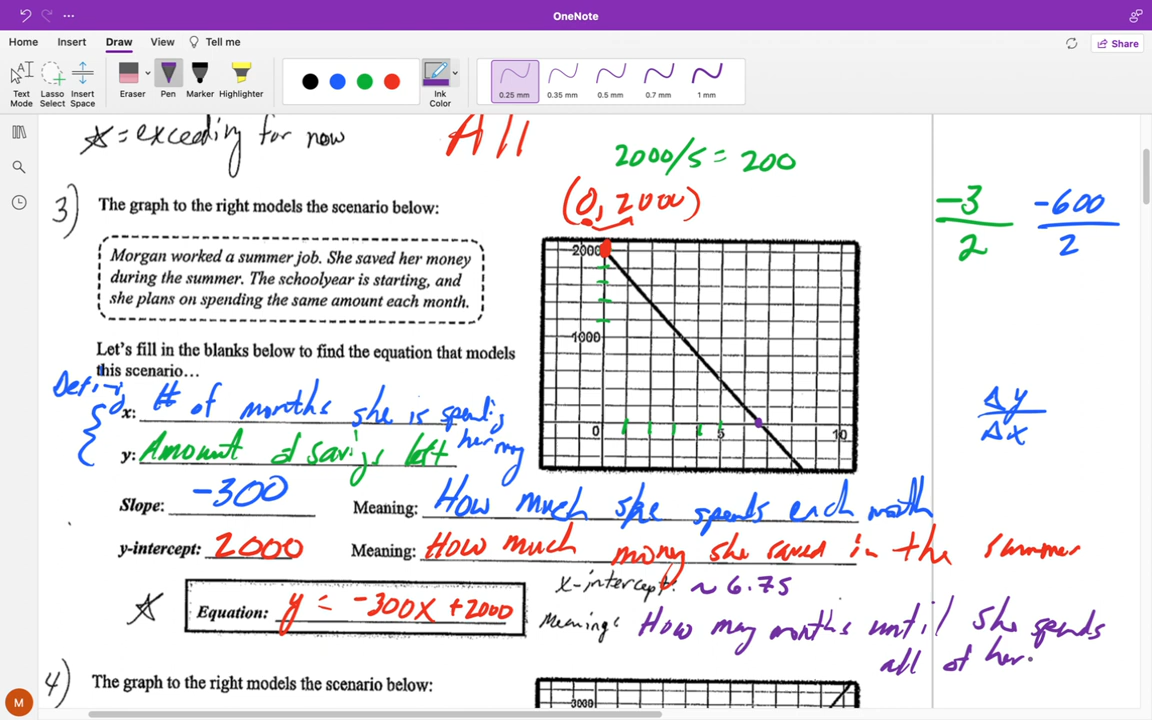 OneNote
Home Insert Draw View Tell me
Share
Text Mode
Lasso Select
Insert Space
Eraser
Pen
Marker
Highlighter
Ink Color
0.25 mm
0.35 mm
0.5 mm
0.7 mm
1 mm
☆ = exceeding for now
All
2000/5 = 200
3)
The graph to the right models the scenario below:
(0, 2000)
-3/2
-600/2
Morgan worked a summer job. She saved her money
during the summer. The schoolyear is starting, and
she plans on spending the same amount each month.
2000
1000
0
5
10
Δy/Δx
Let's fill in the blanks below to find the equation that models
this scenario…
x: # of months she is spendig
her
y: Amount of savigs left
Slope: -300
Meaning: How much she spends each month
y-intercept: 2000
Meaning: How much mony she saved in the summer
x-intercept: ~6.75
☆ Equation: y = -300x + 2000
Meaning: How may months until she spends
all of her.
4)
The graph to the right models the scenario below:
3000
M